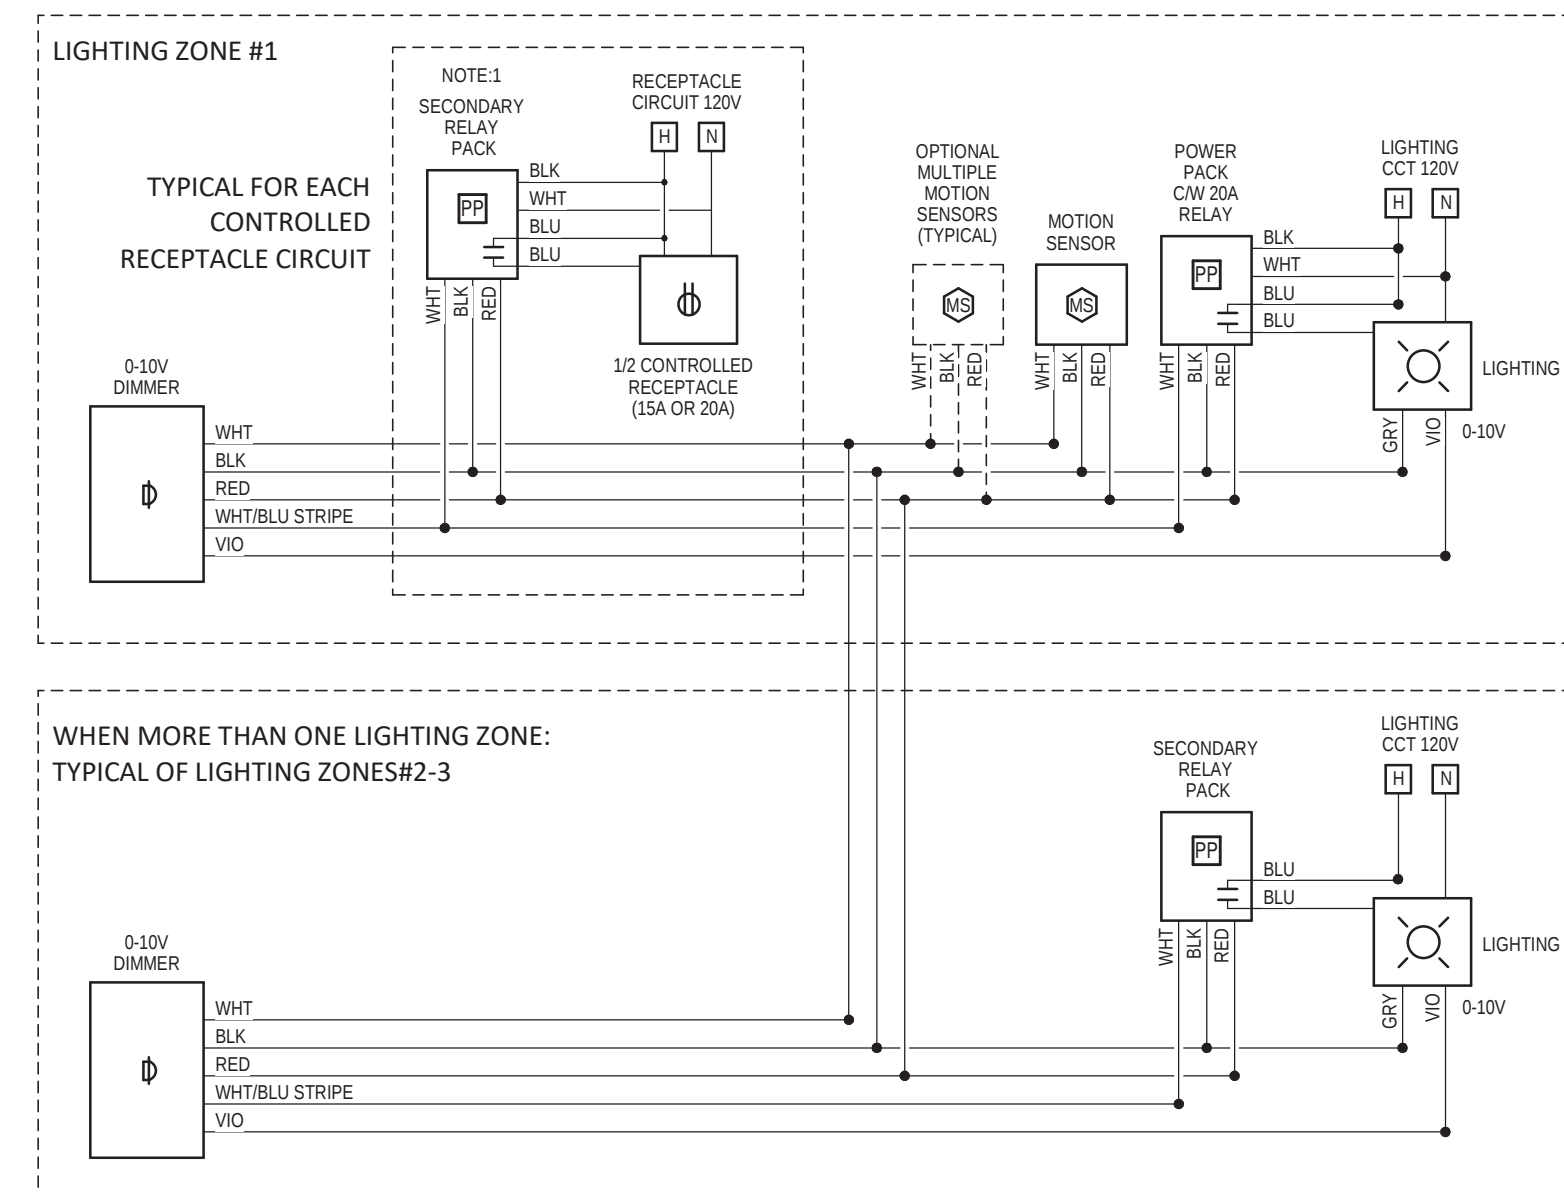 LIGHTING ZONE #1
TYPICAL FOR EACH
CONTROLLED
RECEPTACLE CIRCUIT
NOTE:1
SECONDARY
RELAY
PACK
PP
BLK
WHT
BLU
BLU
WHT
BLK
RED
RECEPTACLE
CIRCUIT 120V
H
N
1/2 CONTROLLED
RECEPTACLE
(15A OR 20A)
OPTIONAL
MULTIPLE
MOTION
SENSORS
(TYPICAL)
MS
WHT
BLK
RED
MOTION
SENSOR
MS
WHT
BLK
RED
POWER
PACK
C/W 20A
RELAY
PP
BLK
WHT
BLU
BLU
WHT
BLK
RED
LIGHTING
CCT 120V
H
N
LIGHTING
GRY
VIO
0-10V
0-10V
DIMMER
WHT
BLK
RED
WHT/BLU STRIPE
VIO
WHEN MORE THAN ONE LIGHTING ZONE:
TYPICAL OF LIGHTING ZONES#2-3
SECONDARY
RELAY
PACK
PP
BLU
BLU
WHT
BLK
RED
LIGHTING
CCT 120V
H
N
LIGHTING
GRY
VIO
0-10V
0-10V
DIMMER
WHT
BLK
RED
WHT/BLU STRIPE
VIO